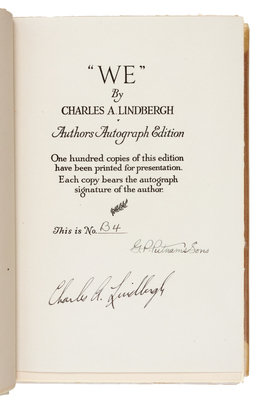 "WE"
By
CHARLES A LINDBERGH
Authors Autograph Edition
One hundred copies of this edition
have been printed for presentation.
Each copy bears the autograph
signature of the author.
This is No. B4
G.P. Putnam's Sons
Charles A. Lindbergh